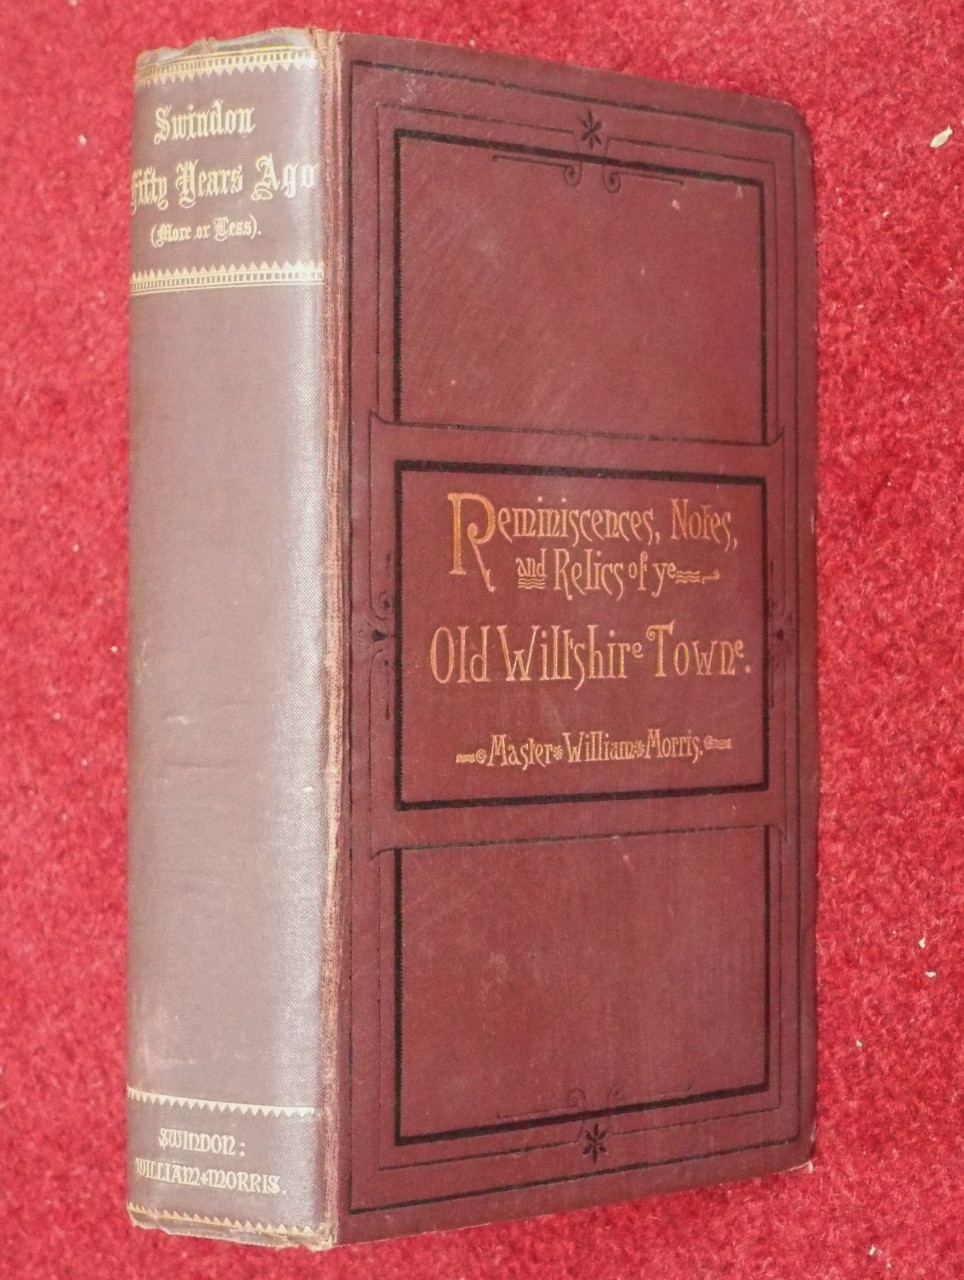 Swindon
Fifty Years Ago
(More or Less).
SWINDON:
WILLIAM+MORRIS.
Reminiscences, Notes,
and Relics of ye
Old Wiltshire Towne.
Master William Morris.